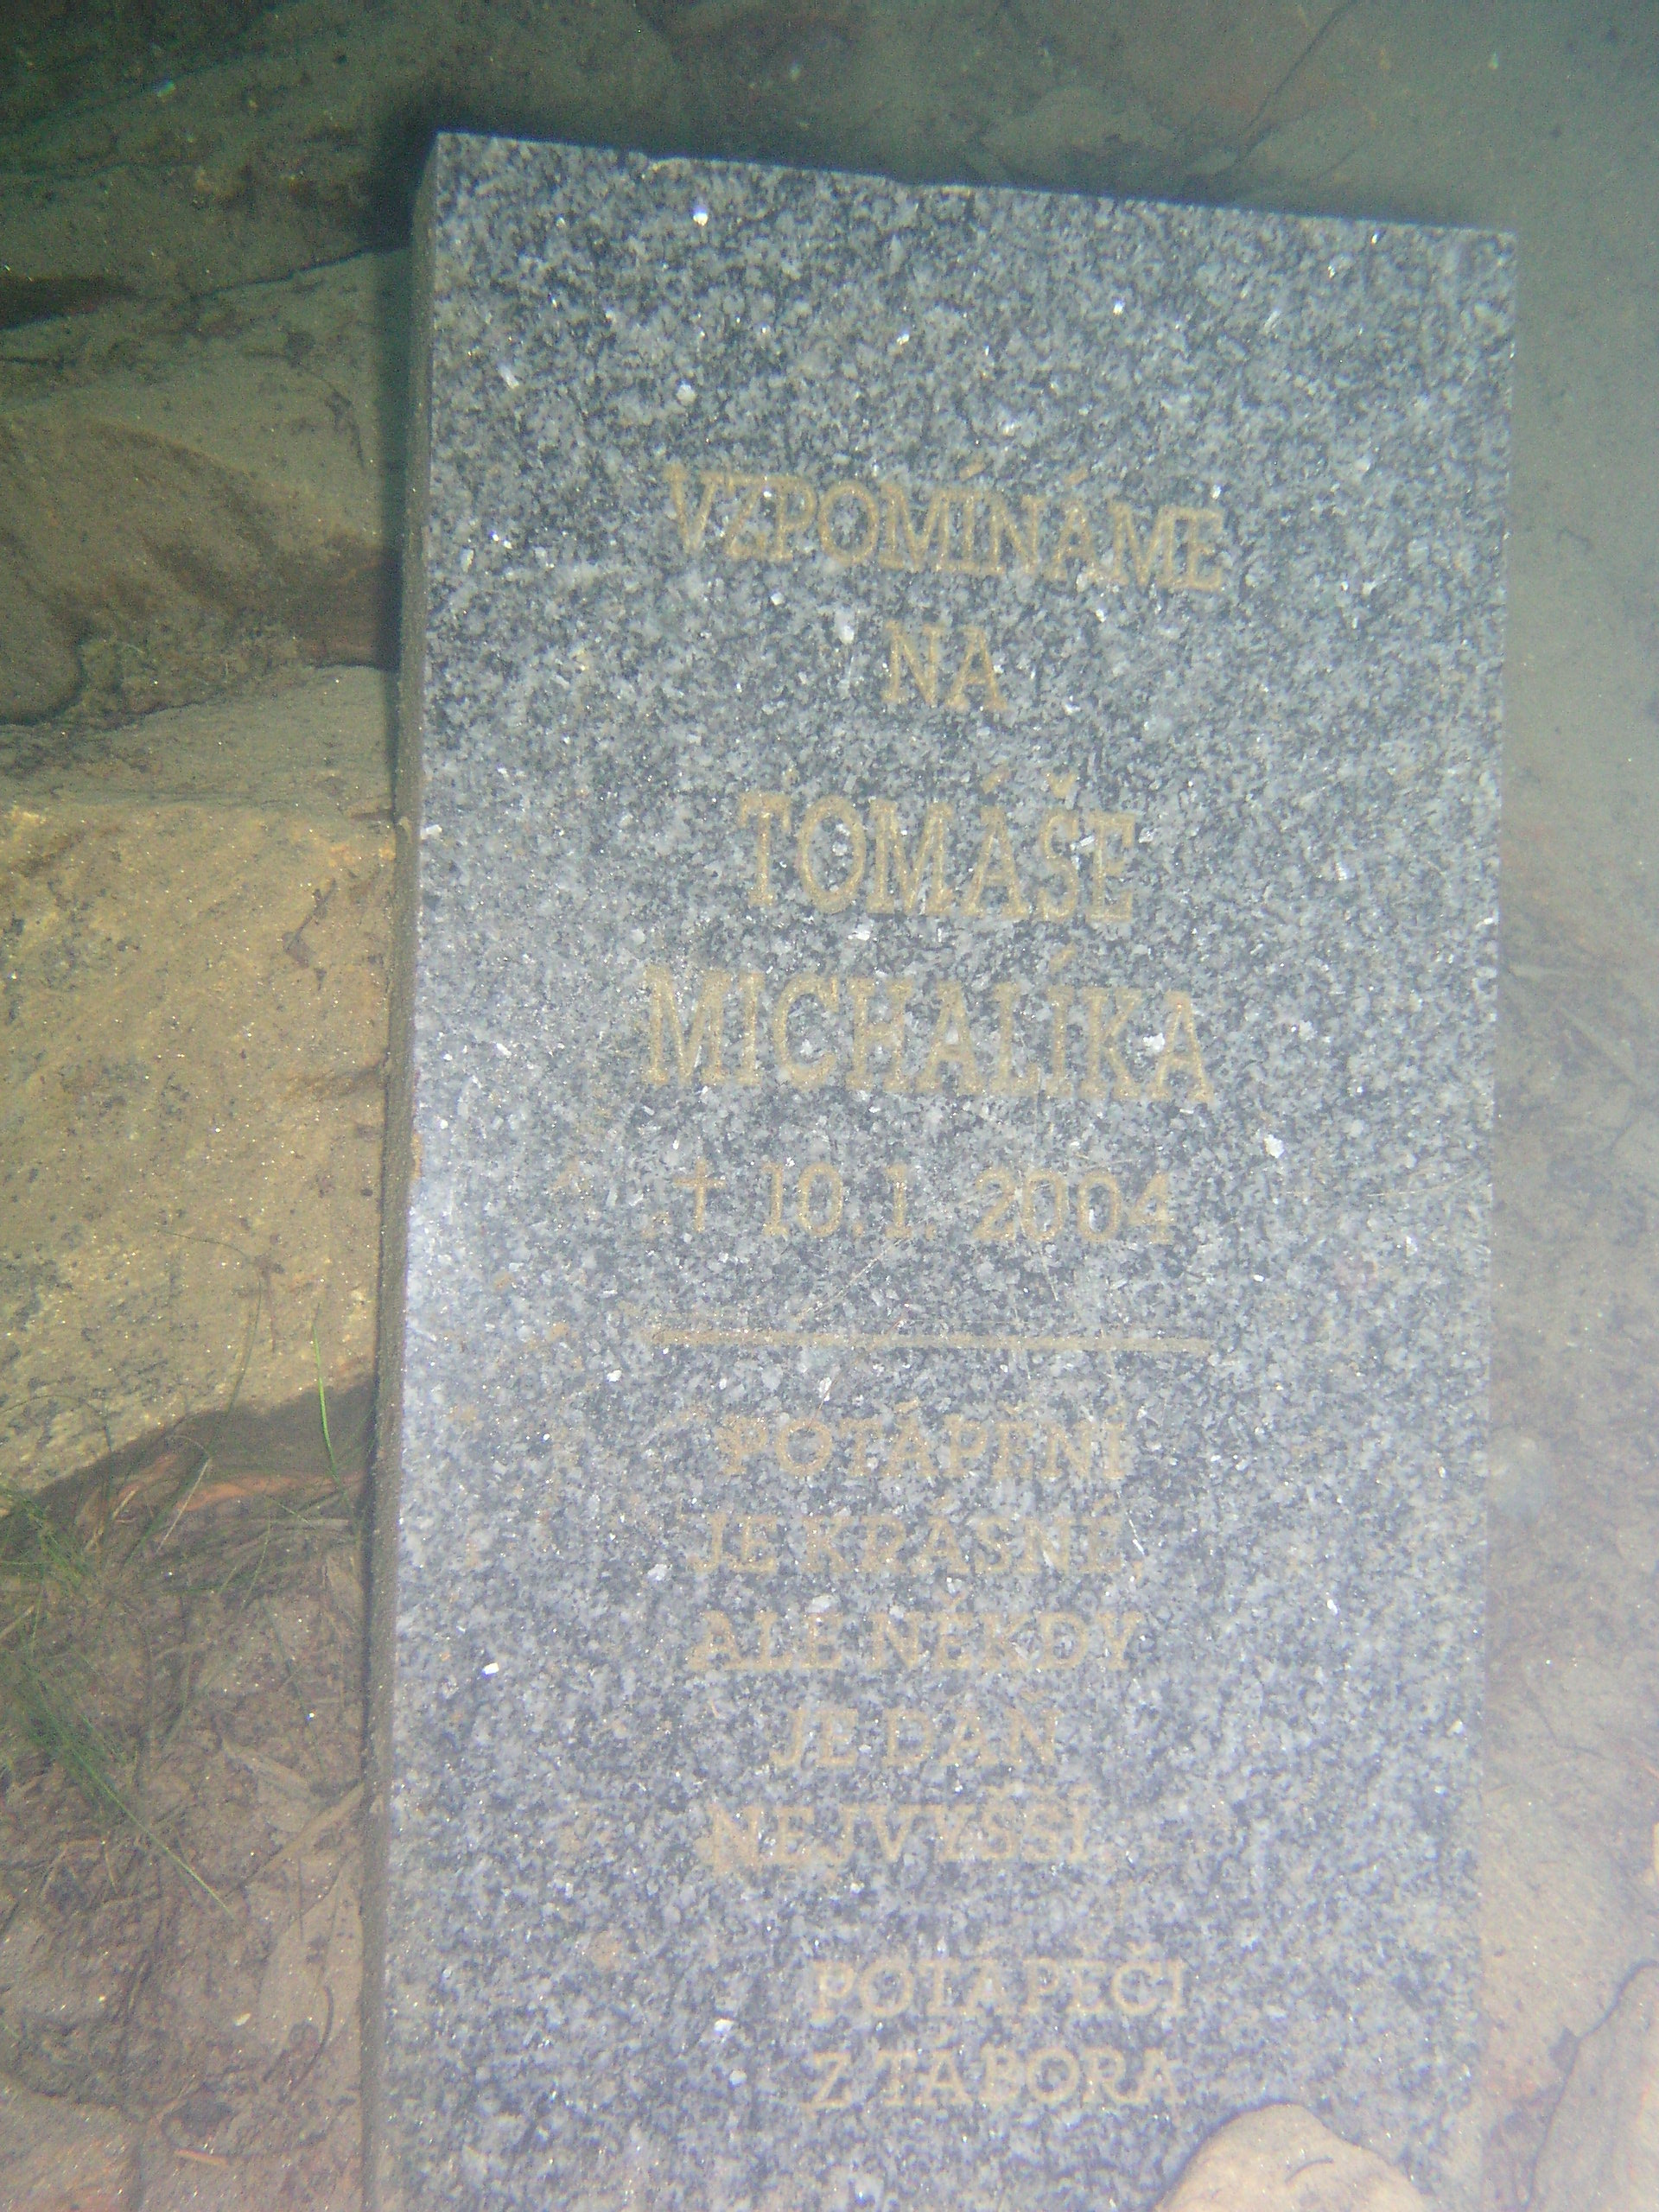 VZPOMÍNÁME
NA
TOMÁŠE
MICHALÍKA
† 10.1. 2004
POTÁPĚNÍ
JE KRÁSNÉ,
ALE NĚKDY
JE DAŇ
NEJVYŠŠÍ.
POTÁPĚČI
Z TÁBORA